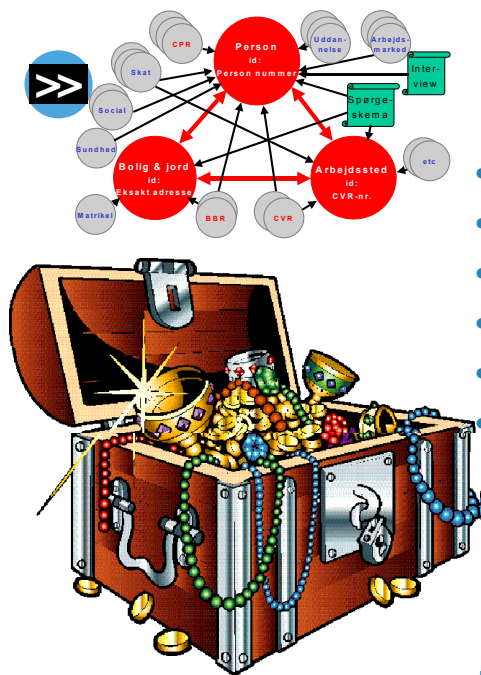 CPR
Person
id:
Person nummer
Uddan-
nelse
Arbejds-
marked
Inter-
view
>>
Skat
Social
Sundhed
Spørge-
skema
Bolig & jord
id:
Eksakt adresse
Arbejdssted
id:
CVR-nr.
etc
Matrikel
BBR
CVR